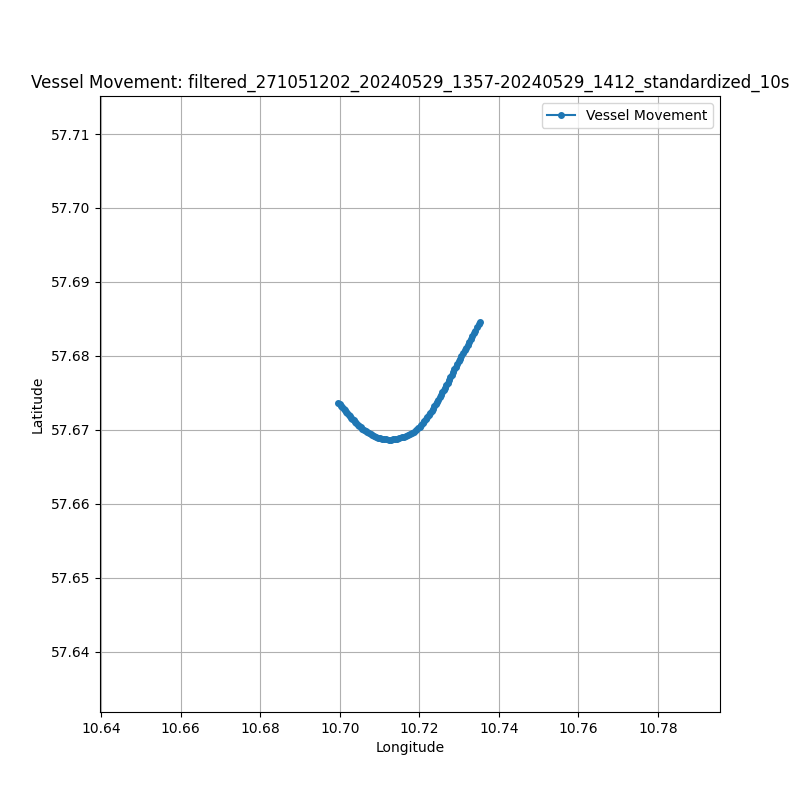 Vessel Movement: filtered_271051202_20240529_1357-20240529_1412_standardized_10s
Vessel Movement
57.71
57.70
57.69
57.68
57.67
57.66
57.65
57.64
Latitude
10.64 10.66 10.68 10.70 10.72 10.74 10.76 10.78
Longitude